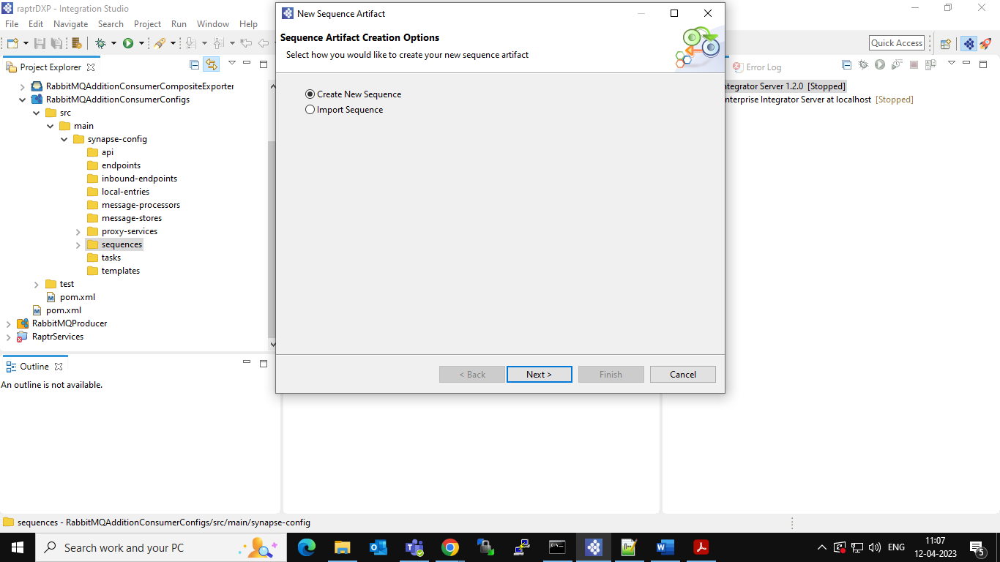 raptrDXP - Integration Studio
File Edit Navigate Search Project Run Window Help
Quick Access
Project Explorer
RabbitMQAdditionConsumerCompositeExporter
RabbitMQAdditionConsumerConfigs
src
main
synapse-config
api
endpoints
inbound-endpoints
local-entries
message-processors
message-stores
proxy-services
sequences
tasks
templates
test
pom.xml
pom.xml
RabbitMQProducer
RaptrServices
Outline
An outline is not available.
New Sequence Artifact
Sequence Artifact Creation Options
Select how you would like to create your new sequence artifact
Create New Sequence
Import Sequence
< Back Next > Finish Cancel
Error Log
ntegrator Server 1.2.0 [Stopped]
nterprise Integrator Server at localhost [Stopped]
sequences - RabbitMQAdditionConsumerConfigs/src/main/synapse-config
Search work and your PC
ENG
11:07
12-04-2023
5